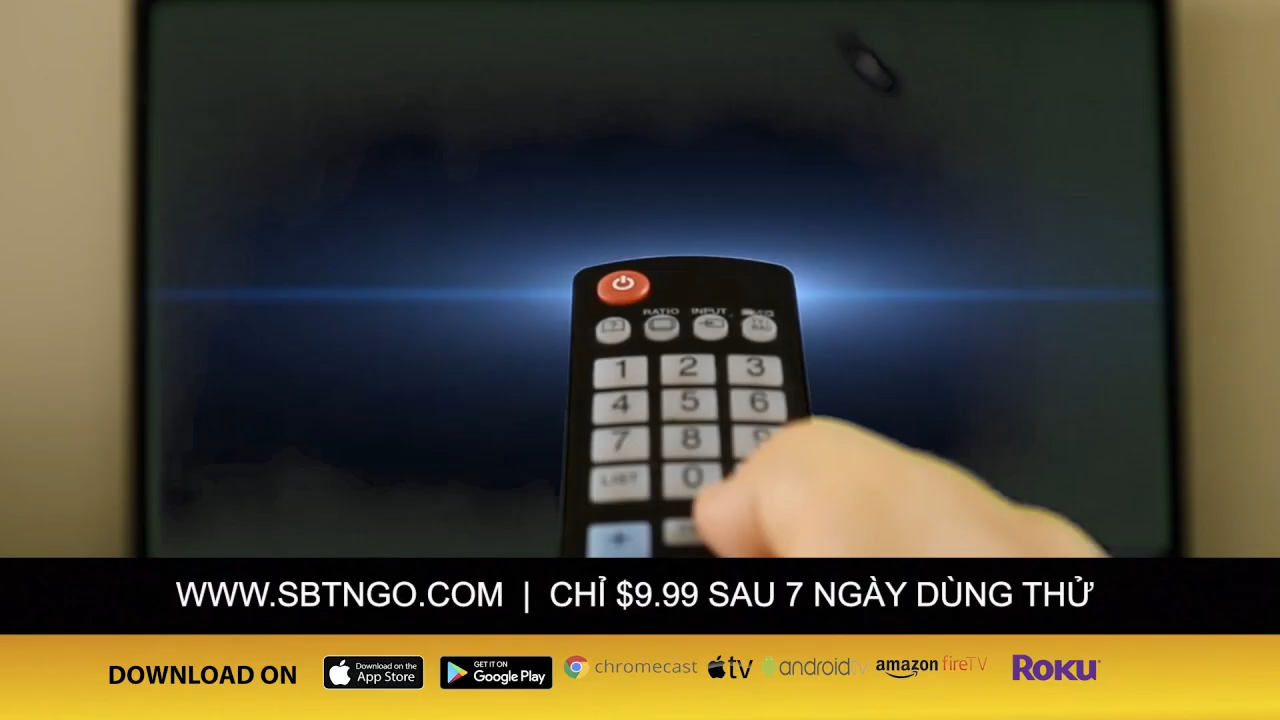 RATIO INPUT
1 2 3
4 5 6
7 8 9
LIST 0
WWW.SBTNGO.COM | CHỈ $9.99 SAU 7 NGÀY DÙNG THỬ
DOWNLOAD ON
Download on the
App Store
GET IT ON
Google Play
chromecast
tv
androidtv
amazon fireTV
ROKU